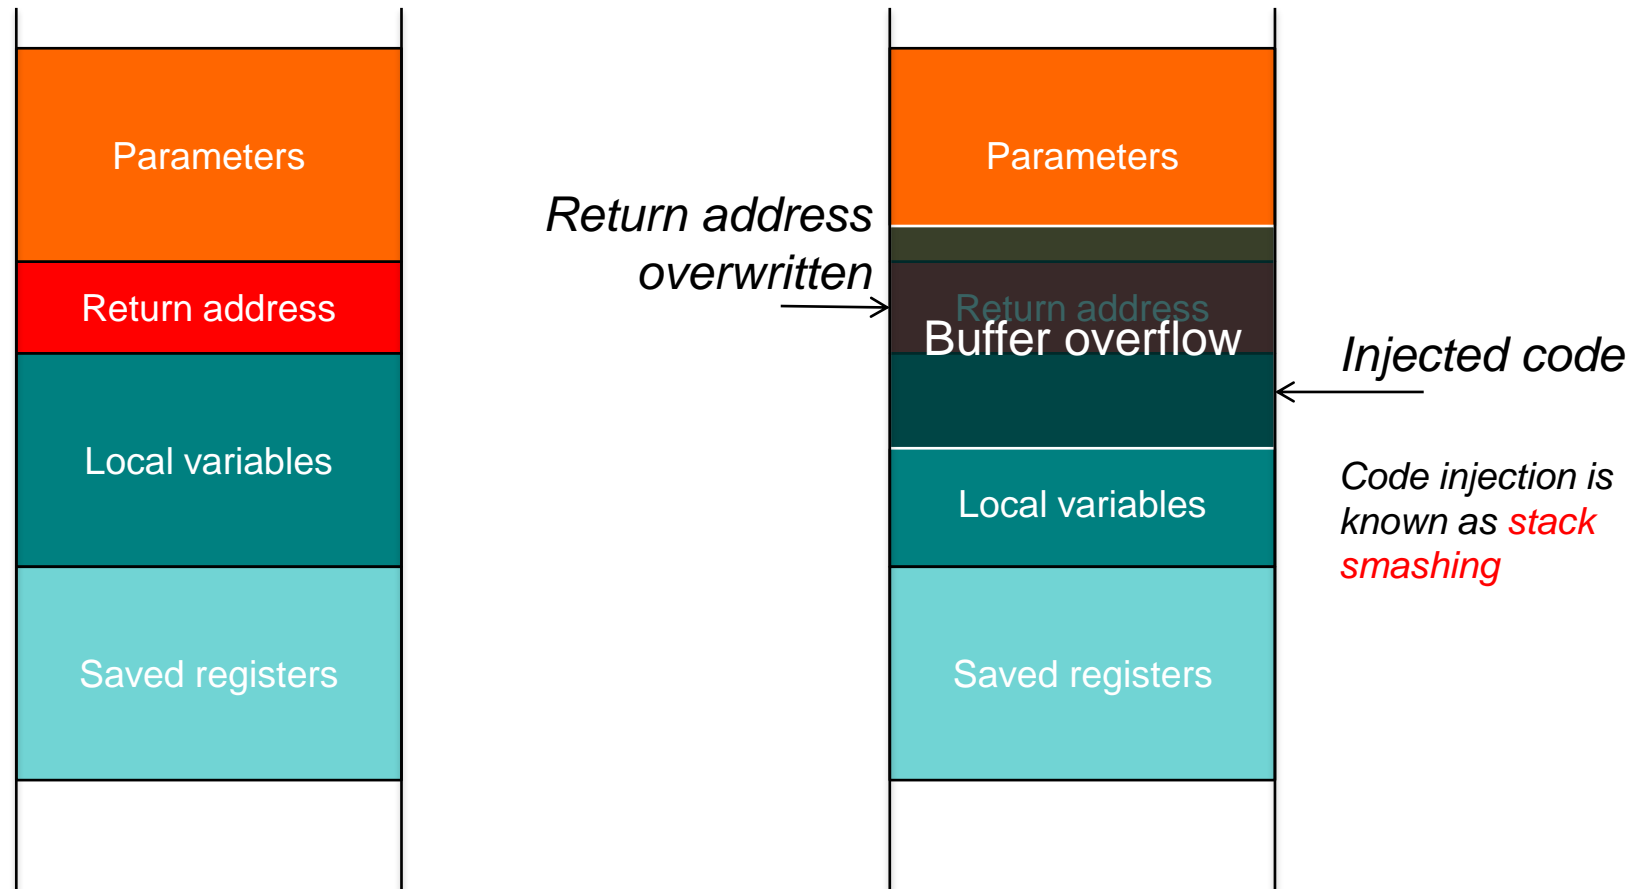 Parameters
Return address
Local variables
Saved registers
Return address
overwritten
Parameters
Return address
Buffer overflow
Local variables
Saved registers
Injected code
Code injection is
known as stack
smashing